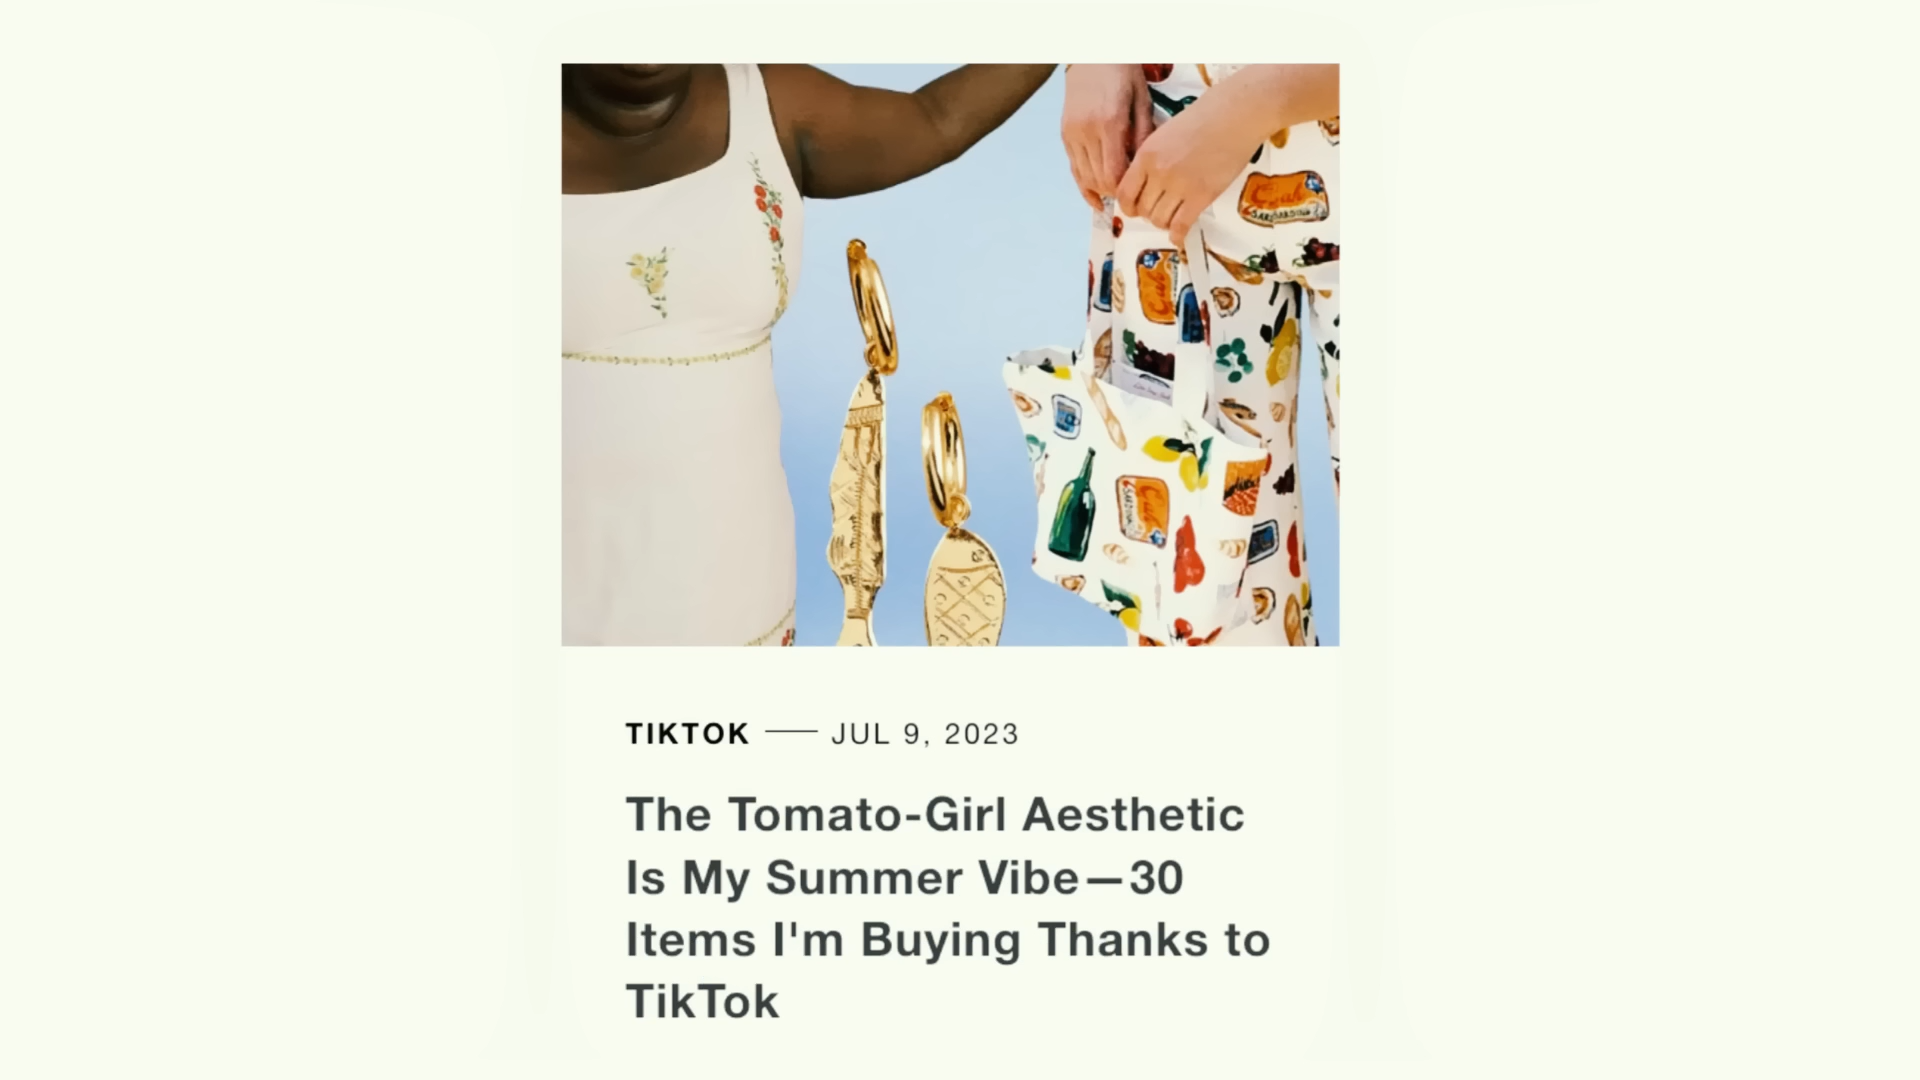 TIKTOK — JUL 9, 2023
The Tomato-Girl Aesthetic
Is My Summer Vibe—30
Items I'm Buying Thanks to
TikTok